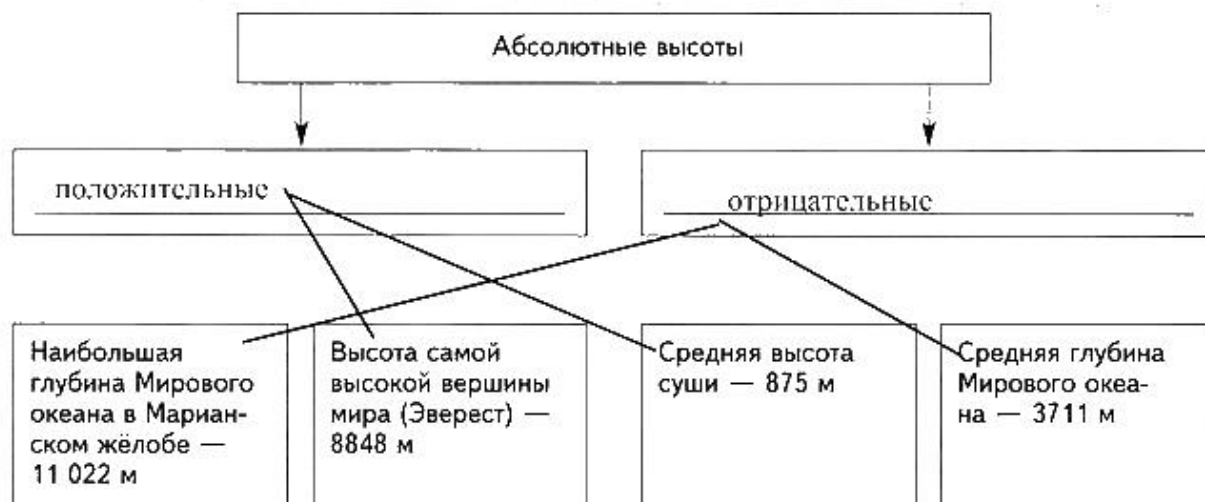 Абсолютные высоты
положительные
отрицательные
Наибольшая
глубина Мирового
океана в Мариан-
ском жёлобе —
11 022 м
Высота самой
высокой вершины
мира (Эверест) —
8848 м
Средняя высота
суши — 875 м
Средняя глубина
Мирового океа-
на — 3711 м